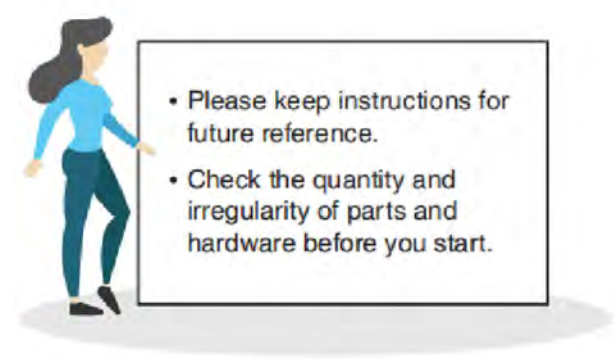 • Please keep instructions for
future reference.
• Check the quantity and
irregularity of parts and
hardware before you start.